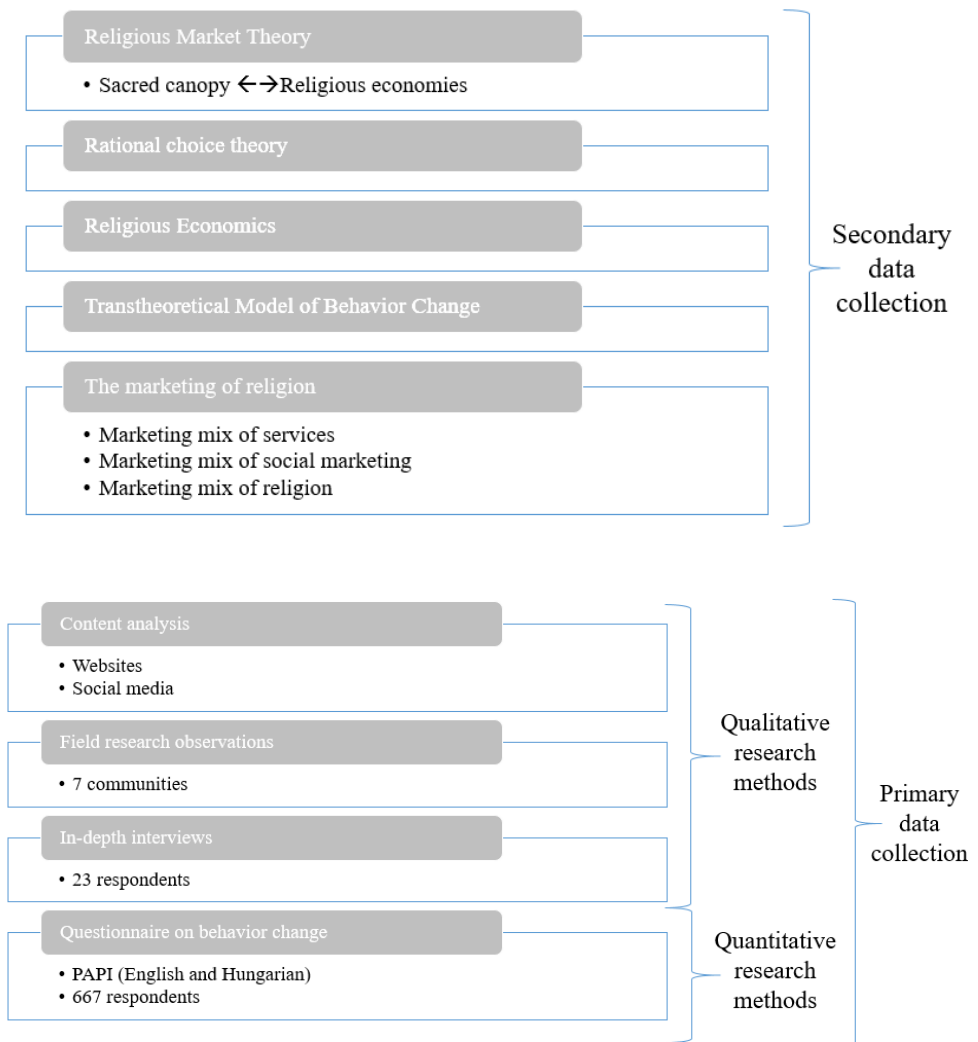 Religious Market Theory
• Sacred canopy ←→Religious economies
Rational choice theory
Religious Economics
Transtheoretical Model of Behavior Change
The marketing of religion
• Marketing mix of services
• Marketing mix of social marketing
• Marketing mix of religion
Secondary
data
collection
Content analysis
• Websites
• Social media
Field research observations
• 7 communities
In-depth interviews
• 23 respondents
Qualitative
research
methods
Questionnaire on behavior change
• PAPI (English and Hungarian)
• 667 respondents
Quantitative
research
methods
Primary
data
collection